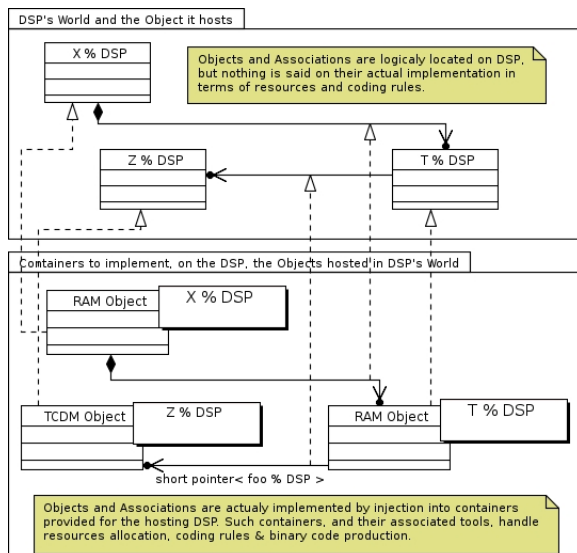 DSP's World and the Object it hosts
X % DSP
Objects and Associations are logicaly located on DSP,
but nothing is said on their actual implementation in
terms of resources and coding rules.
Z % DSP
T % DSP
Containers to implement, on the DSP, the Objects hosted in DSP's World
RAM Object
X % DSP
TCDM Object
Z % DSP
RAM Object
T % DSP
short pointer< foo % DSP >
Objects and Associations are actualy implemented by injection into containers
provided for the hosting DSP. Such containers, and their associated tools, handle
resources allocation, coding rules & binary code production.